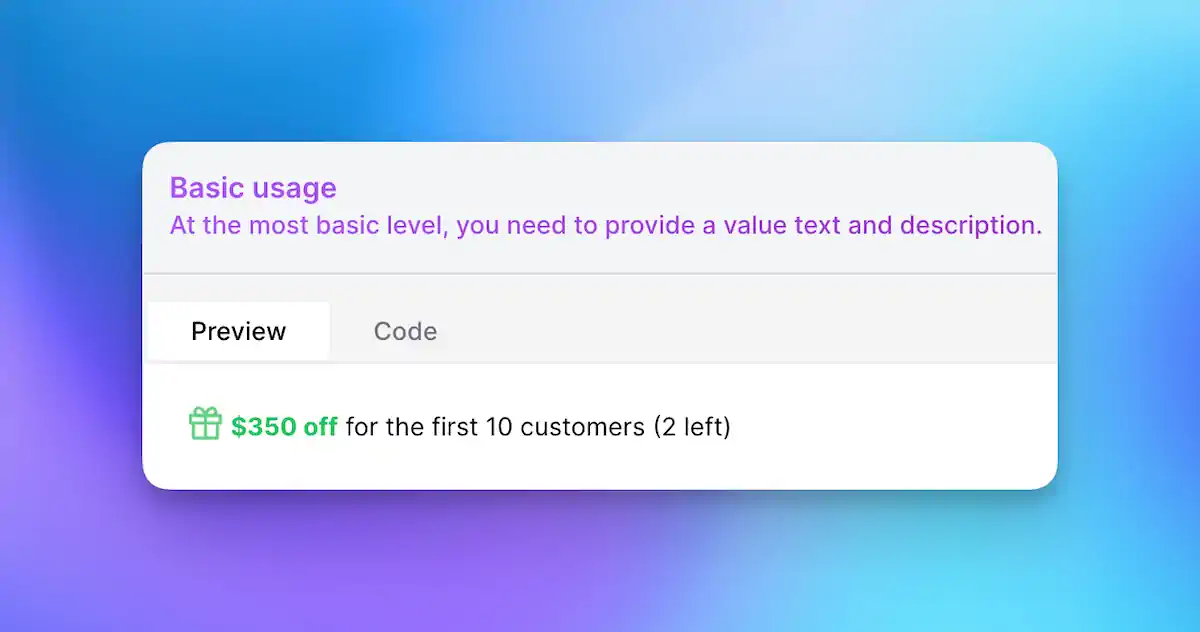 Basic usage
At the most basic level, you need to provide a value text and description.
Preview Code
$350 off for the first 10 customers (2 left)